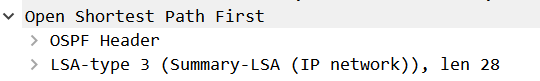 Open Shortest Path First
OSPF Header
LSA-type 3 (Summary-LSA (IP network)), len 28